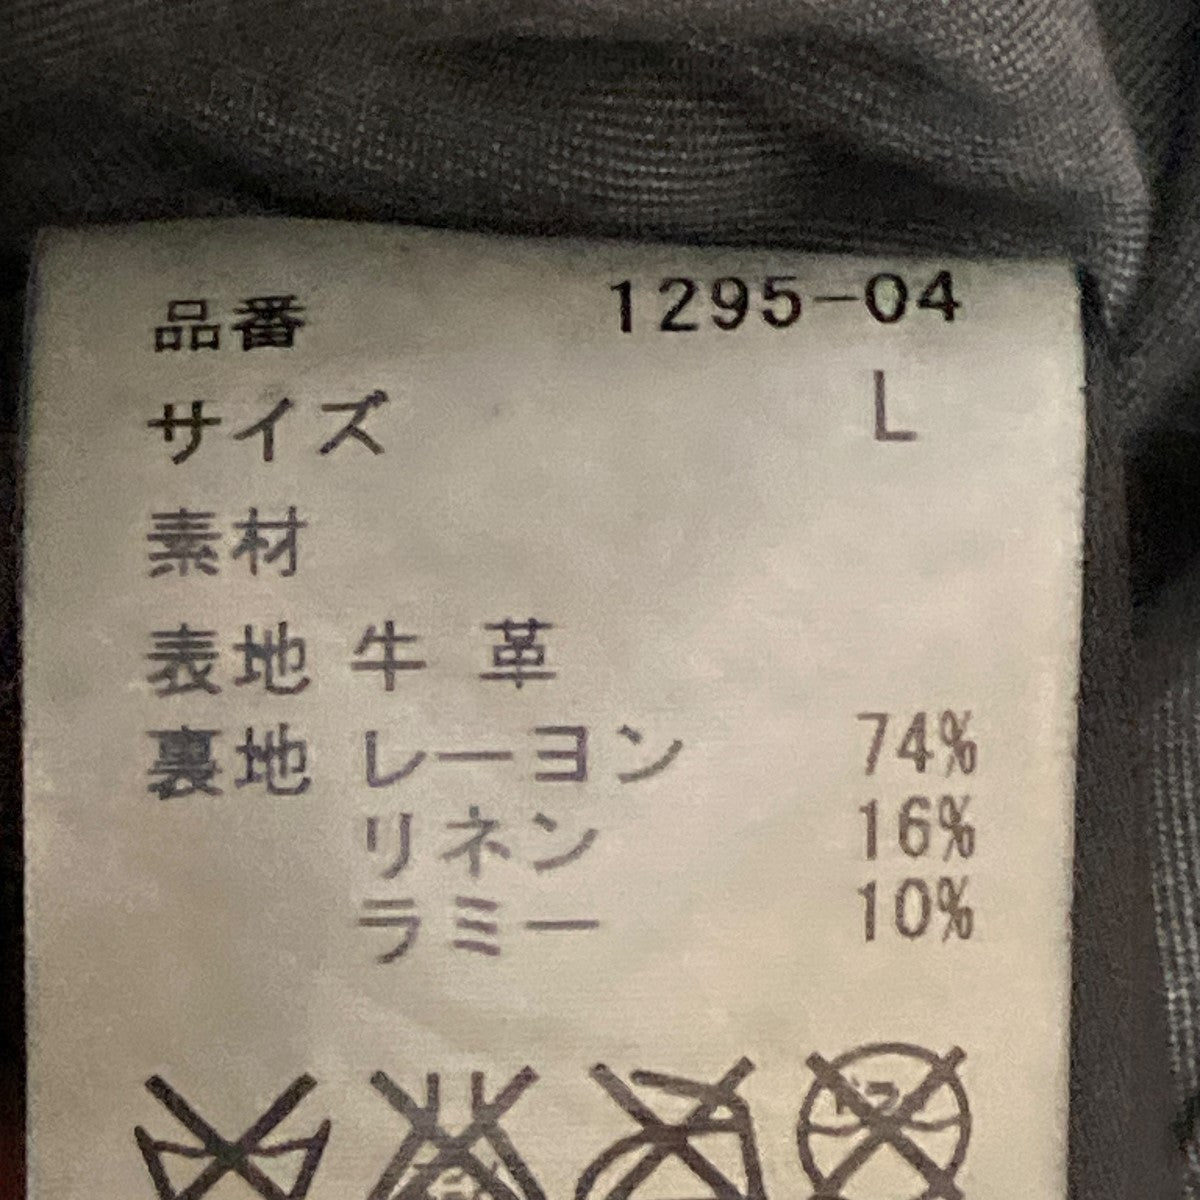 品番 1295-04
サイズ L
素材
表地 牛 革
裏地 レーヨン 74%
リネン 16%
ラミー 10%